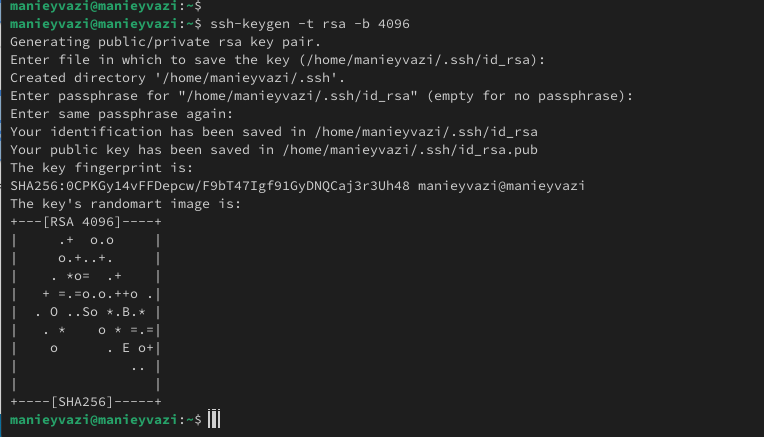 manieyvazi@manieyvazi:~$
manieyvazi@manieyvazi:~$ ssh-keygen -t rsa -b 4096
Generating public/private rsa key pair.
Enter file in which to save the key (/home/manieyvazi/.ssh/id_rsa):
Created directory '/home/manieyvazi/.ssh'.
Enter passphrase for "/home/manieyvazi/.ssh/id_rsa" (empty for no passphrase):
Enter same passphrase again:
Your identification has been saved in /home/manieyvazi/.ssh/id_rsa
Your public key has been saved in /home/manieyvazi/.ssh/id_rsa.pub
The key fingerprint is:
SHA256:0CPKGy14vFFDepcw/F9bT47Igf91GyDNQCaj3r3Uh48 manieyvazi@manieyvazi
The key's randomart image is:
+---[RSA 4096]----+
|     .+  o.o     |
|     o.+..+.     |
|    . *o=  .+    |
|   + =.=o.o.++o .|
|  . O ..So *.B.* |
|   . *    o * =.=|
|    o      . E o+|
|              .. |
|                 |
+----[SHA256]-----+
manieyvazi@manieyvazi:~$